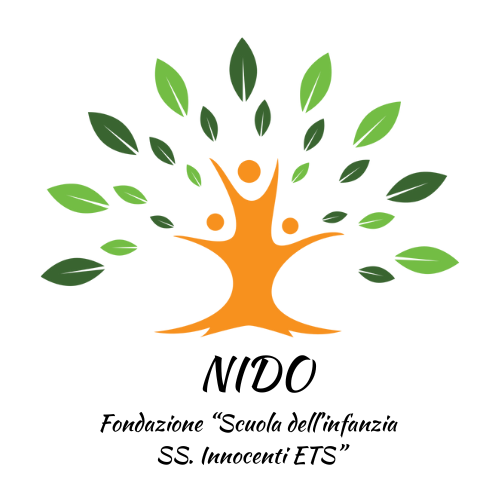 NIDO
Fondazione “Scuola dell’infanzia
SS. Innocenti ETS”